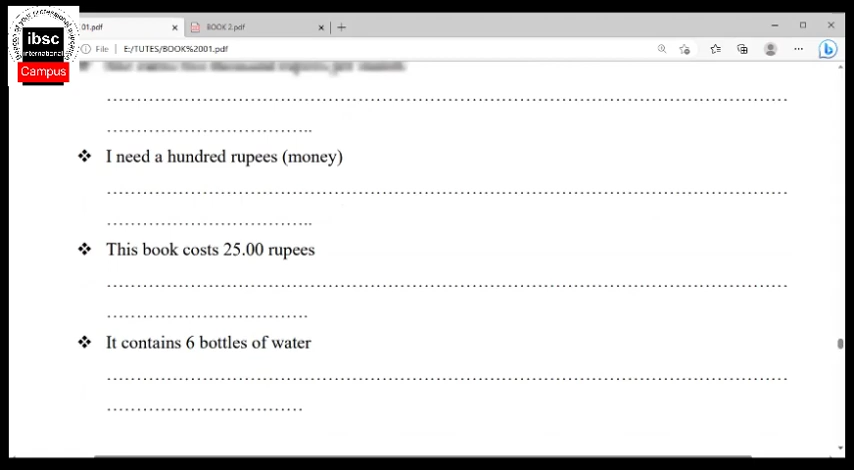 ibsc
international
Campus
01.pdf
BOOK 2.pdf
File
E:/TUTES/BOOK%2001.pdf
❖ I need a hundred rupees (money)
❖ This book costs 25.00 rupees
❖ It contains 6 bottles of water